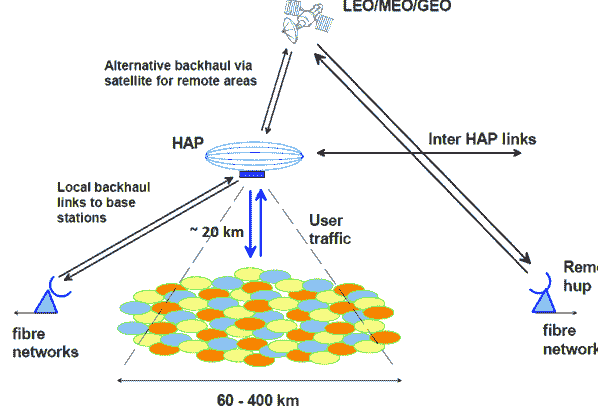 LEO/MEO/GEO
Alternative backhaul via
satellite for remote areas
HAP
Inter HAP links
Local backhaul
links to base
stations
~ 20 km
User
traffic
Remo
hup
fibre
networks
fibre
network
60 - 400 km